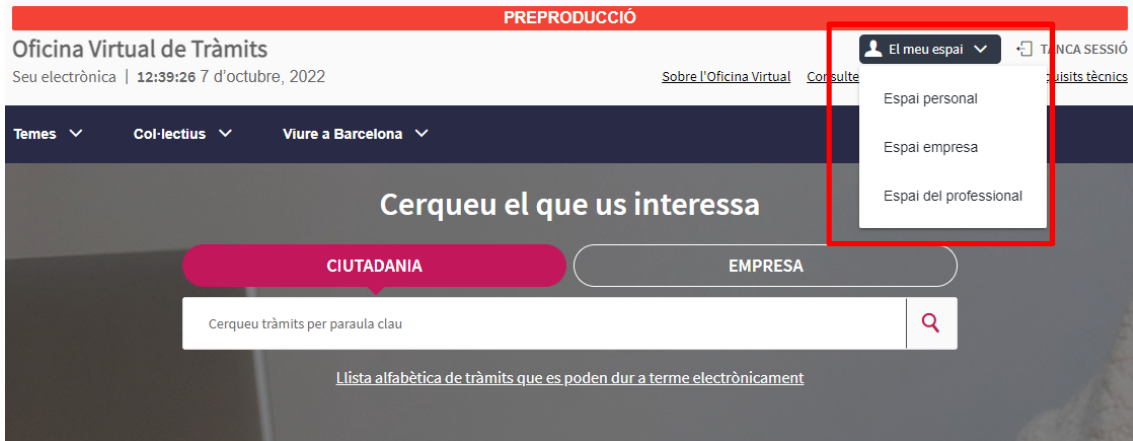 PREPRODUCCIÓ
Oficina Virtual de Tràmits
El meu espai
TANCA SESSIÓ
Seu electrònica | 12:39:26 7 d'octubre, 2022
Sobre l'Oficina Virtual
tècnics
Espai personal
Espai empresa
Espai del professional
Temes
Col·lectius
Viure a Barcelona
Cerqueu el que us interessa
CIUTADANIA
EMPRESA
Cerqueu tràmits per paraula clau
Llista alfabètica de tràmits que es poden dur a terme electrònicament